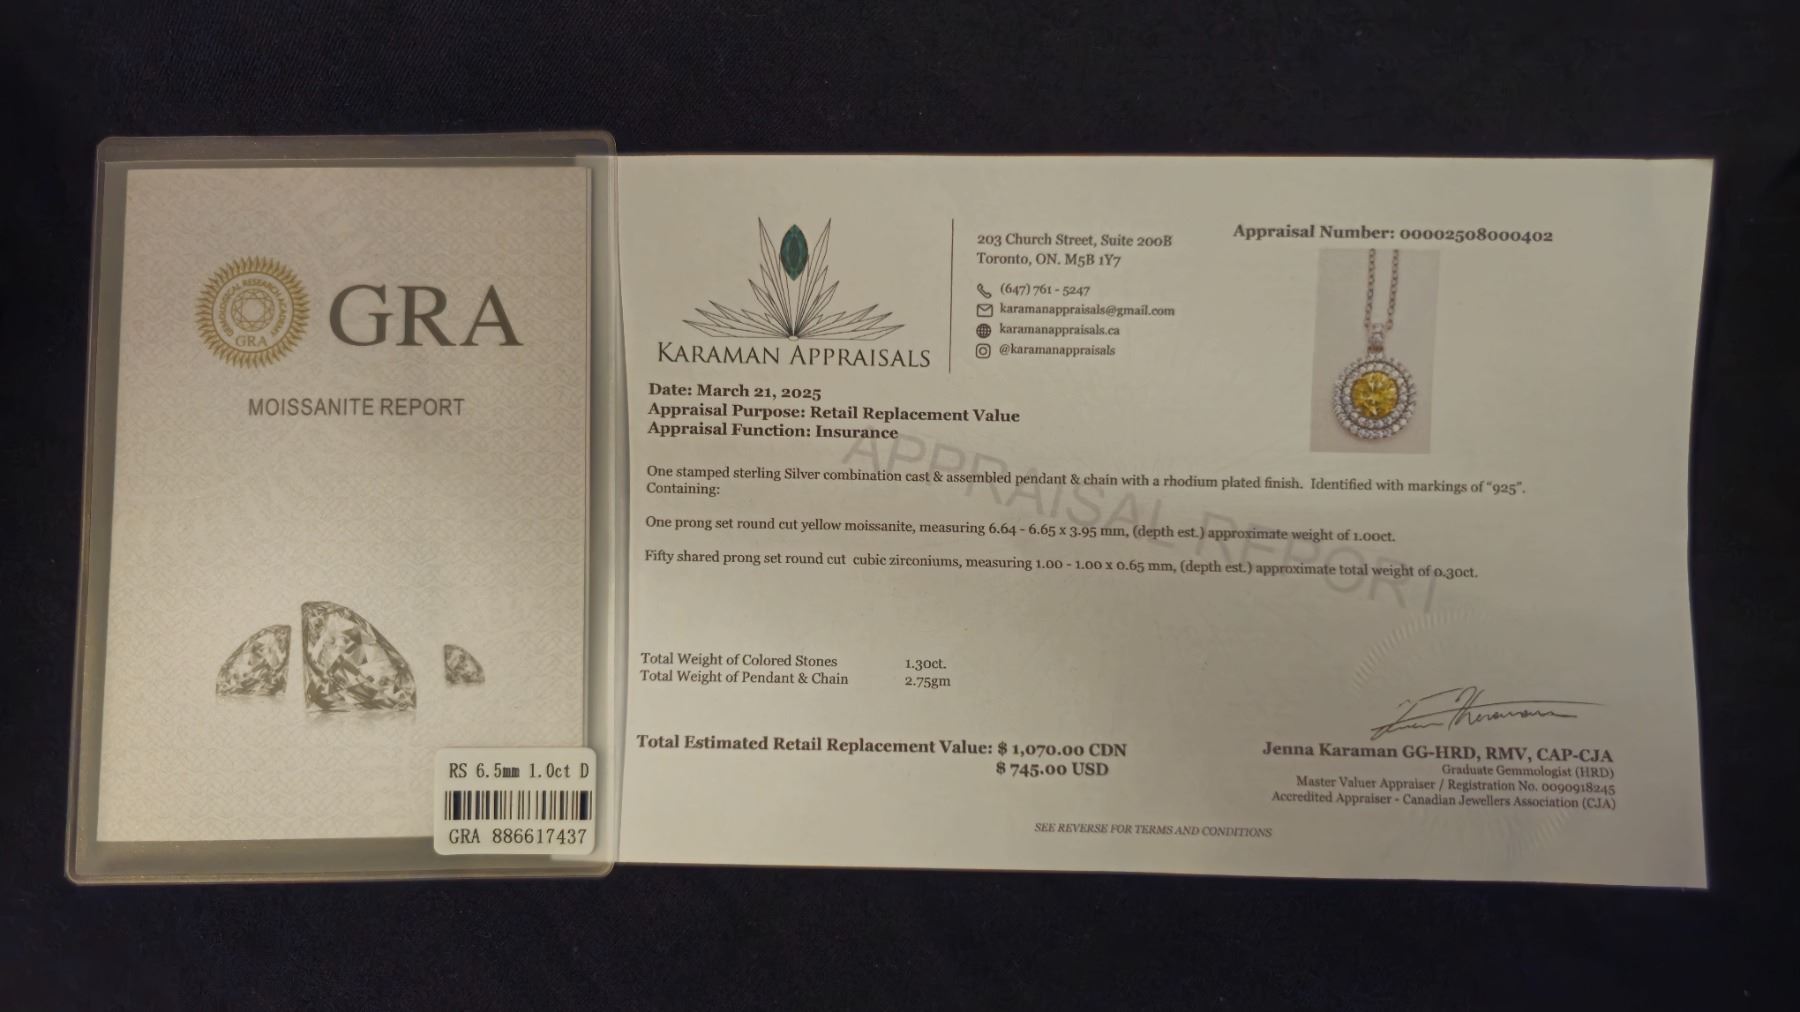 GEMOLOGICAL RESEARCH ACADEMY
GRA
GRA
MOISSANITE REPORT
RS 6.5mm 1.0ct D
GRA 886617437
KARAMAN APPRAISALS
203 Church Street, Suite 200B
Toronto, ON. M5B 1Y7
(647) 761 - 5247
karamanappraisals@gmail.com
karamanappraisals.ca
@karamanappraisals
Appraisal Number: 00002508000402
Date: March 21, 2025
Appraisal Purpose: Retail Replacement Value
Appraisal Function: Insurance
APPRAISAL REPORT
One stamped sterling Silver combination cast & assembled pendant & chain with a rhodium plated finish. Identified with markings of "925".
Containing:
One prong set round cut yellow moissanite, measuring 6.64 - 6.65 x 3.95 mm, (depth est.) approximate weight of 1.00ct.
Fifty shared prong set round cut cubic zirconiums, measuring 1.00 - 1.00 x 0.65 mm, (depth est.) approximate total weight of 0.30ct.
Total Weight of Colored Stones 1.30ct.
Total Weight of Pendant & Chain 2.75gm
Total Estimated Retail Replacement Value: $ 1,070.00 CDN
$ 745.00 USD
Jenna Karaman GG-HRD, RMV, CAP-CJA
Graduate Gemmologist (HRD)
Master Valuer Appraiser / Registration No. 0090918245
Accredited Appraiser - Canadian Jewellers Association (CJA)
SEE REVERSE FOR TERMS AND CONDITIONS